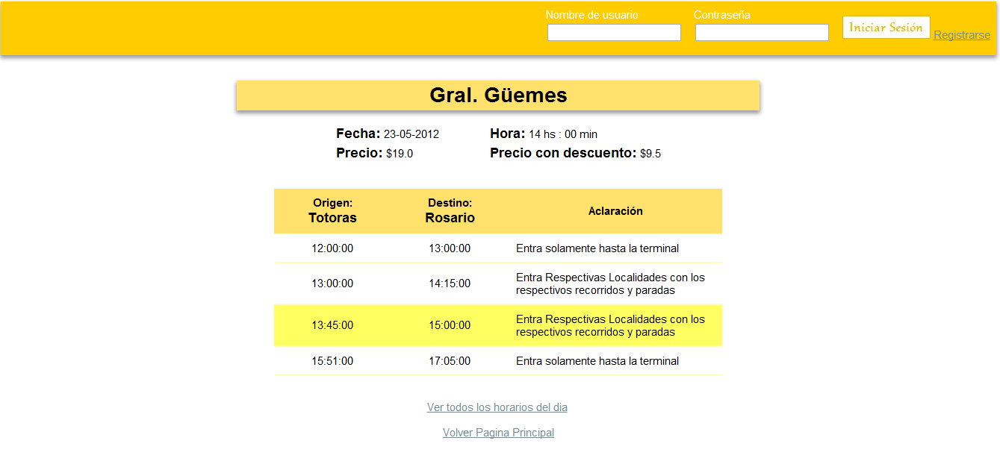 Nombre de usuario Contraseña
Iniciar Sesión Registrarse
Gral. Güemes
Fecha: 23-05-2012 Hora: 14 hs : 00 min
Precio: $19.0 Precio con descuento: $9.5
Origen: Destino: Aclaración
Totoras Rosario
12:00:00 13:00:00 Entra solamente hasta la terminal
13:00:00 14:15:00 Entra Respectivas Localidades con los
respectivos recorridos y paradas
13:45:00 15:00:00 Entra Respectivas Localidades con los
respectivos recorridos y paradas
15:51:00 17:05:00 Entra solamente hasta la terminal
Ver todos los horarios del dia
Volver Pagina Principal